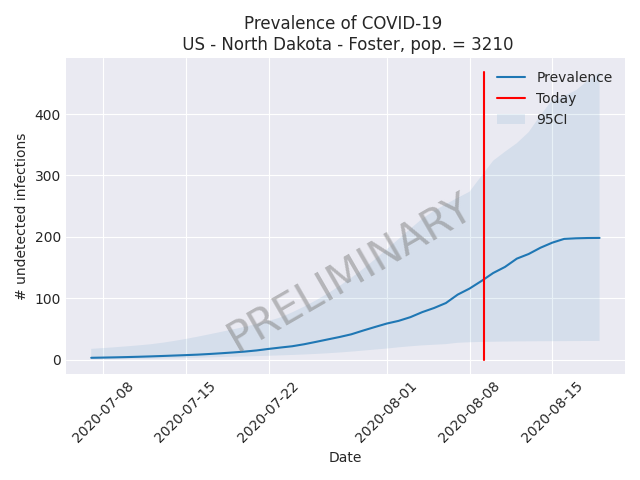 Prevalence of COVID-19
US - North Dakota - Foster, pop. = 3210
Prevalence
Today
95CI
400
300
200
100
0
# undetected infections
PRELIMINARY
2020-07-08
2020-07-15
2020-07-22
2020-08-01
2020-08-08
2020-08-15
Date